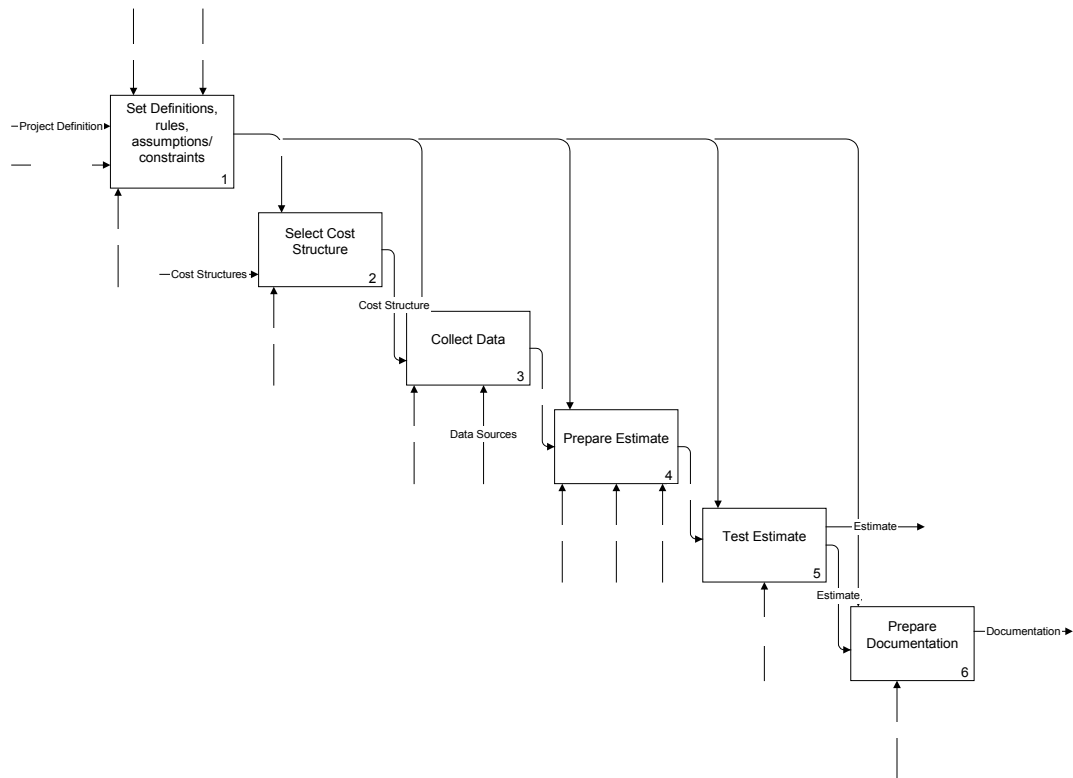 Set Definitions,
rules,
assumptions/
constraints
1
Project Definition
Select Cost
Structure
2
Cost Structures
Cost Structure
Collect Data
3
Data Sources
Prepare Estimate
4
Test Estimate
5
Estimate
Estimate
Prepare
Documentation
6
Documentation